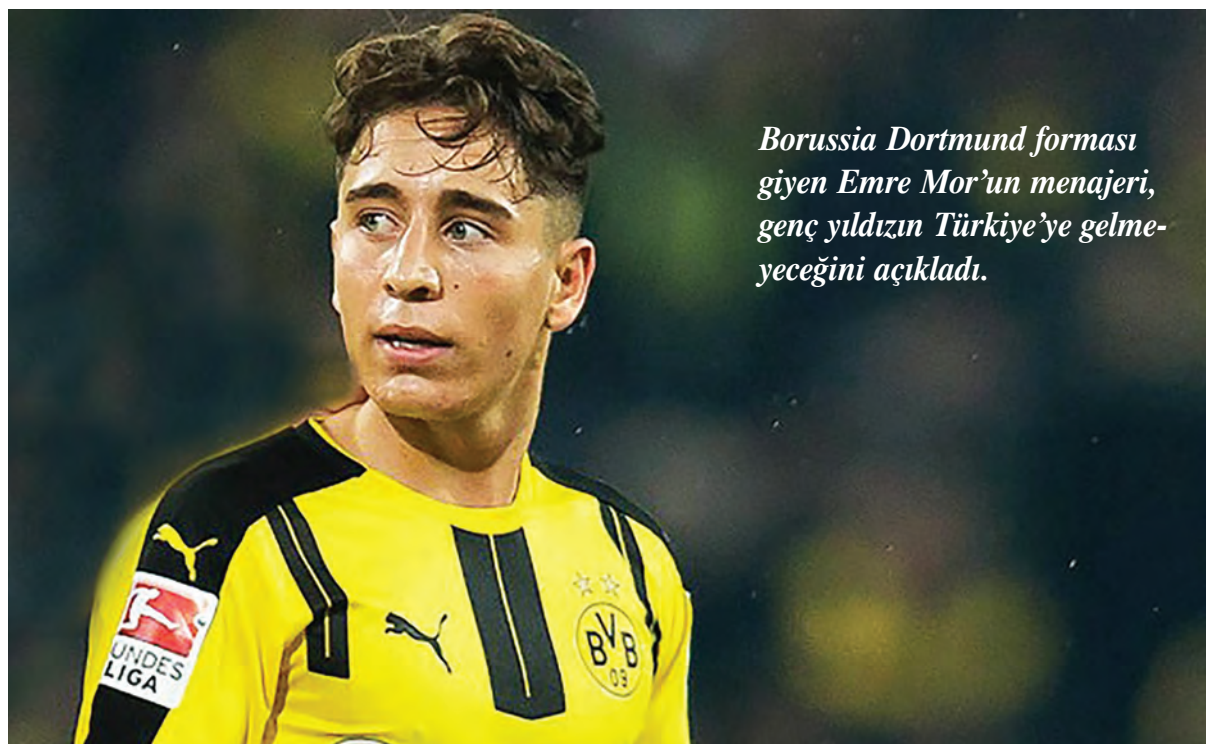 Borussia Dortmund forması
giyen Emre Mor’un menajeri,
genç yıldızın Türkiye’ye gelme-
yeceğini açıkladı.
UNDES
LIGA
BVB
09